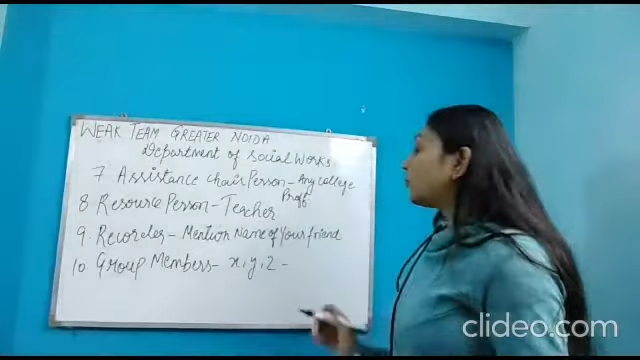 WEAK TEAM GREATER NOIDA
Department of Social Works
7 Assistance chair Person - Any College
Prof.
8 Resource Person - Teacher
9. Recorder - Mention Name of Your friend
10 Group Members - x, y, z -
clideo.com